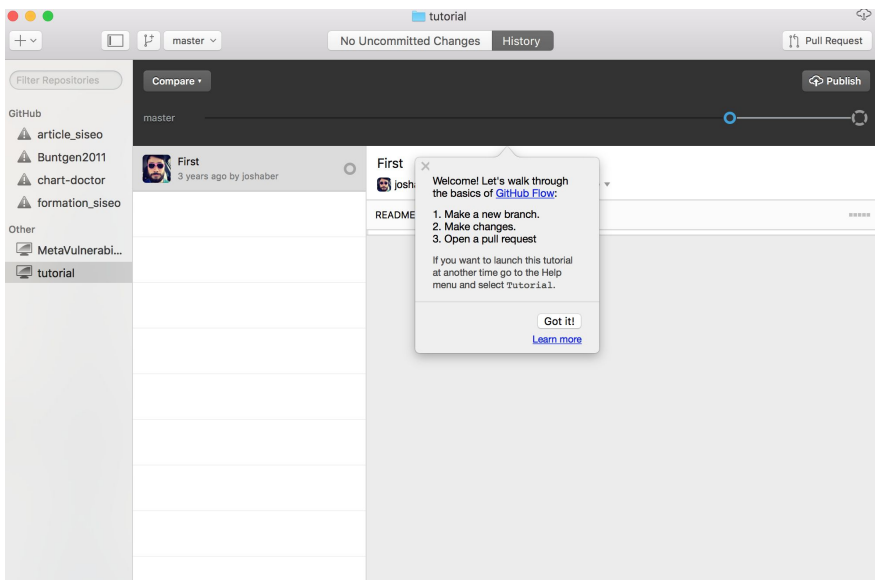 tutorial
master
No Uncommitted Changes
History
Pull Request
Filter Repositories
Compare
Publish
GitHub
master
article_siseo
Buntgen2011
chart-doctor
formation_siseo
Other
MetaVulnerabi...
tutorial
First
3 years ago by joshaber
First
README
Welcome! Let's walk through
the basics of GitHub Flow:
1. Make a new branch.
2. Make changes.
3. Open a pull request
If you want to launch this tutorial
at another time go to the Help
menu and select Tutorial.
Got it!
Learn more